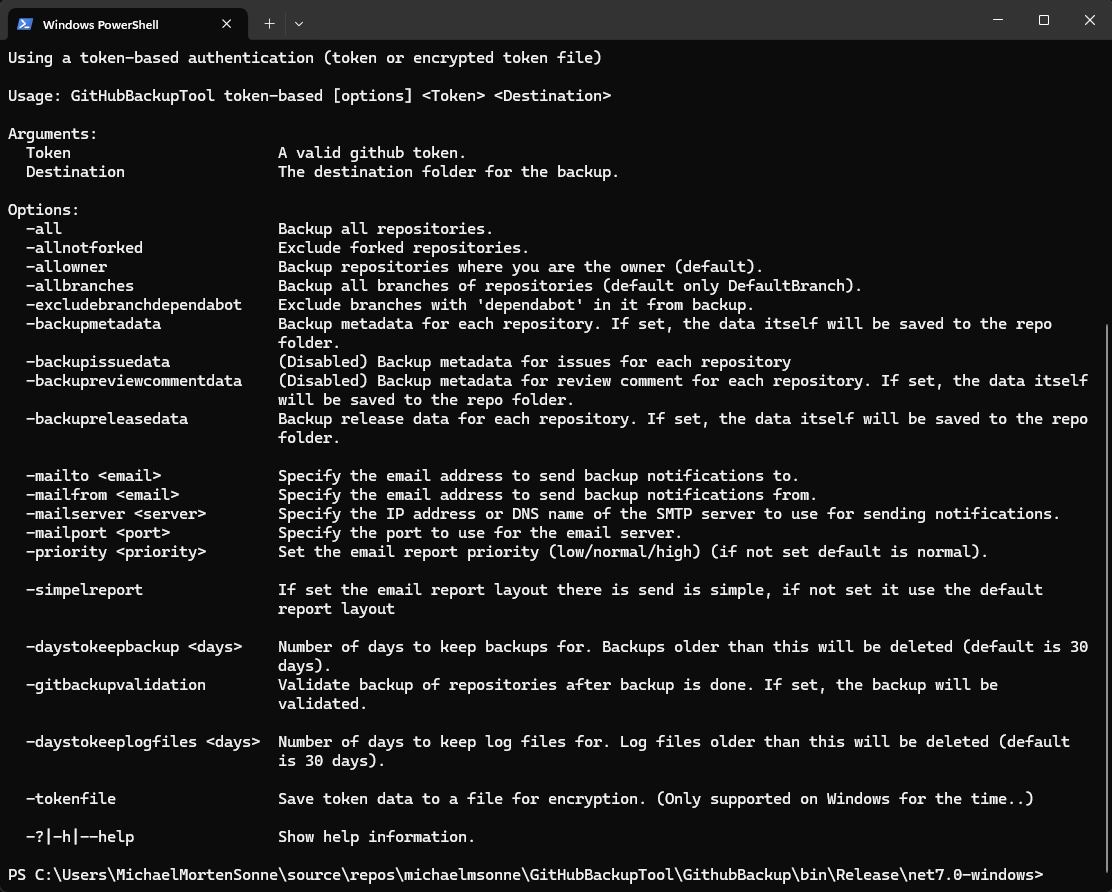 Windows PowerShell
Using a token-based authentication (token or encrypted token file)
Usage: GitHubBackupTool token-based [options] <Token> <Destination>
Arguments:
Token A valid github token.
Destination The destination folder for the backup.
Options:
-all Backup all repositories.
-allnotforked Exclude forked repositories.
-allowner Backup repositories where you are the owner (default).
-allbranches Backup all branches of repositories (default only DefaultBranch).
-excludebranchdependabot Exclude branches with 'dependabot' in it from backup.
-backupmetadata Backup metadata for each repository. If set, the data itself will be saved to the repo
folder.
-backupissuedata (Disabled) Backup metadata for issues for each repository
-backupreviewcommentdata (Disabled) Backup metadata for review comment for each repository. If set, the data itself
will be saved to the repo folder.
-backupreleasedata Backup release data for each repository. If set, the data itself will be saved to the repo
folder.
-mailto <email> Specify the email address to send backup notifications to.
-mailfrom <email> Specify the email address to send backup notifications from.
-mailserver <server> Specify the IP address or DNS name of the SMTP server to use for sending notifications.
-mailport <port> Specify the port to use for the email server.
-priority <priority> Set the email report priority (low/normal/high) (if not set default is normal).
-simpelreport If set the email report layout there is send is simple, if not set it use the default
report layout
-daystokeepbackup <days> Number of days to keep backups for. Backups older than this will be deleted (default is 30
days).
-gitbackupvalidation Validate backup of repositories after backup is done. If set, the backup will be
validated.
-daystokeeplogfiles <days> Number of days to keep log files for. Log files older than this will be deleted (default
is 30 days).
-tokenfile Save token data to a file for encryption. (Only supported on Windows for the time..)
-?|-h|--help Show help information.
PS C:\Users\MichaelMortenSonne\source\repos\michaelmsonne\GitHubBackupTool\GithubBackup\bin\Release\net7.0-windows>